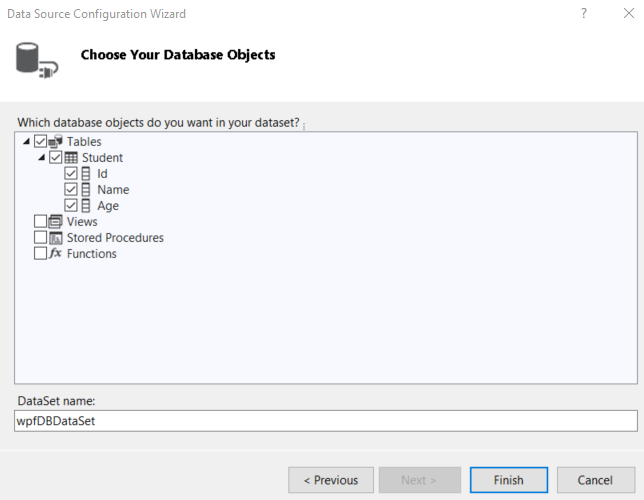 Data Source Configuration Wizard
?
Choose Your Database Objects
Which database objects do you want in your dataset?
Tables
Student
Id
Name
Age
Views
Stored Procedures
fx Functions
DataSet name:
wpfDBDataSet
< Previous Next > Finish Cancel